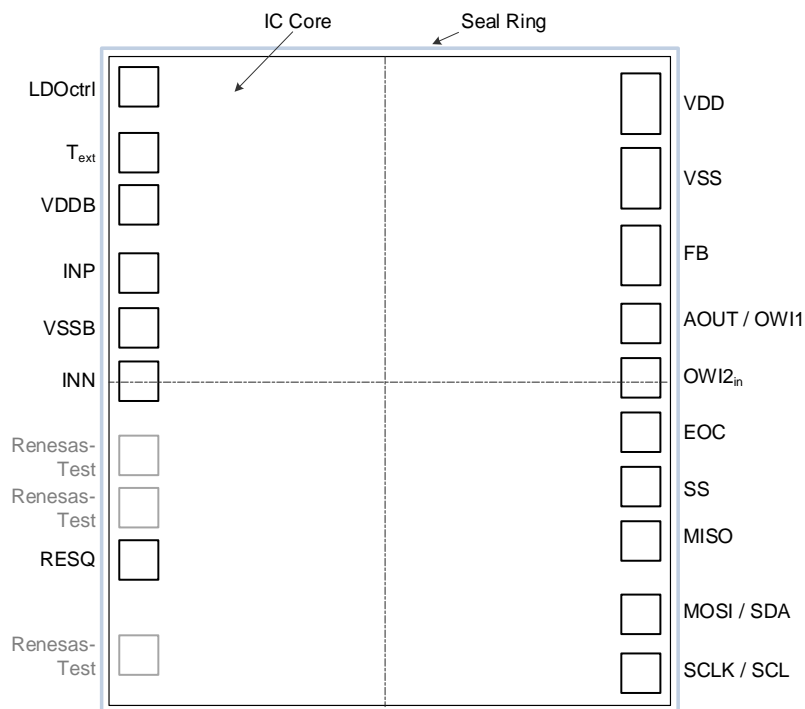 IC Core
Seal Ring
LDOctrl
Text
VDDB
INP
VSSB
INN
Renesas-
Test
Renesas-
Test
RESQ
Renesas-
Test
VDD
VSS
FB
AOUT / OWI1
OWI2in
EOC
SS
MISO
MOSI / SDA
SCLK / SCL